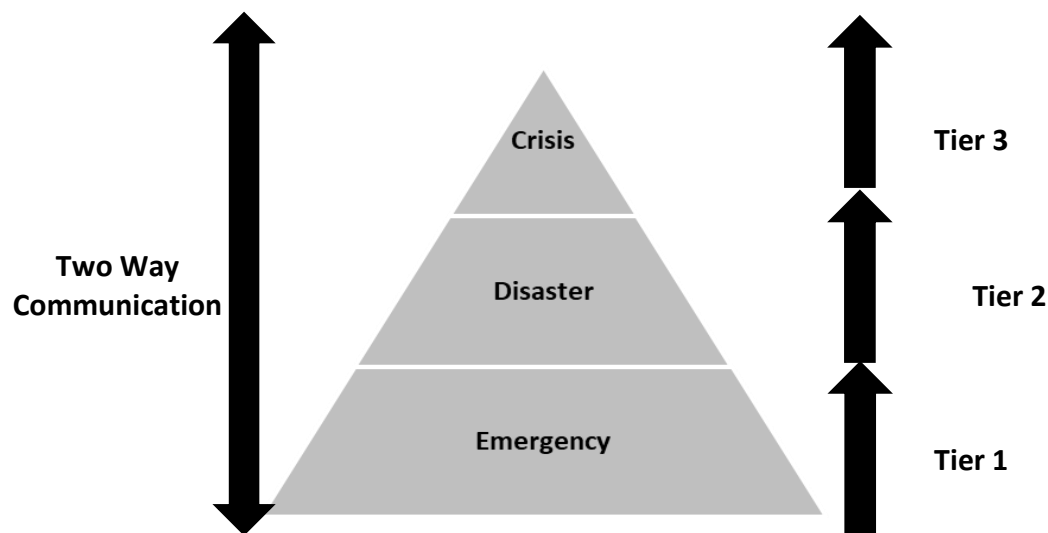 Crisis
Tier 3
Two Way
Communication
Disaster
Tier 2
Emergency
Tier 1